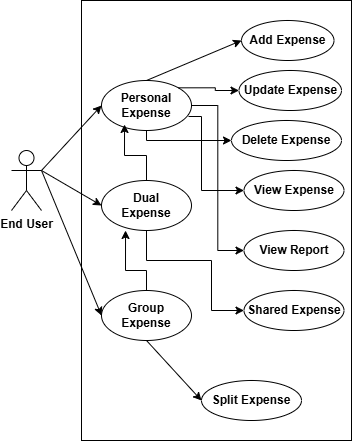 Add Expense
Personal
Expense
Update Expense
Delete Expense
End User
Dual
Expense
View Expense
View Report
Group
Expense
Shared Expense
Split Expense